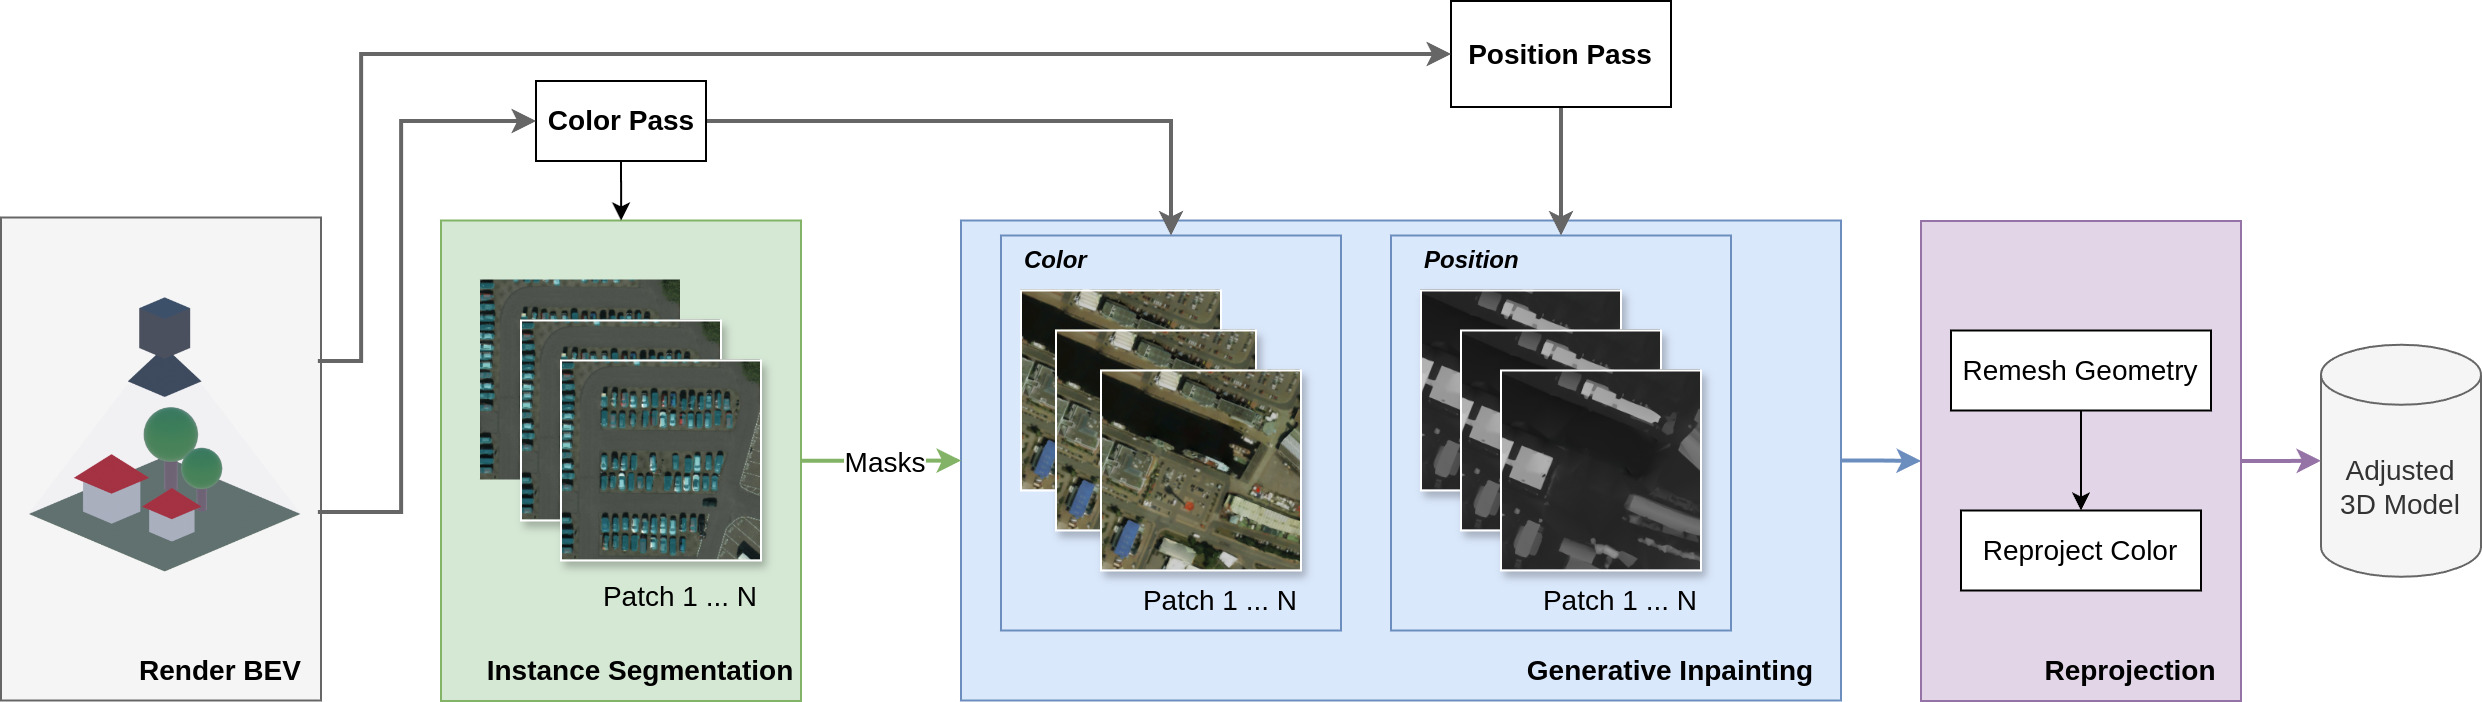 Position Pass
Color Pass
Color
Position
Remesh Geometry
Masks
Adjusted
3D Model
Reproject Color
Patch 1 ... N
Patch 1 ... N
Patch 1 ... N
Render BEV
Instance Segmentation
Generative Inpainting
Reprojection